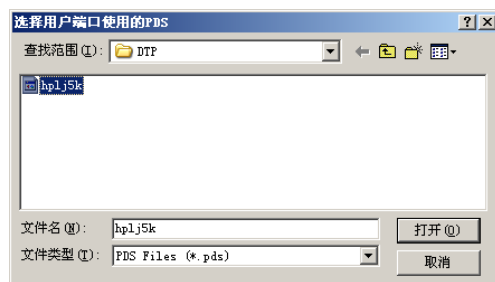 选择用户端口使用的PDS
查找范围(I): DTP
hplj5k
文件名(N): hplj5k 打开(O)
文件类型(T): PDS Files (*.pds) 取消